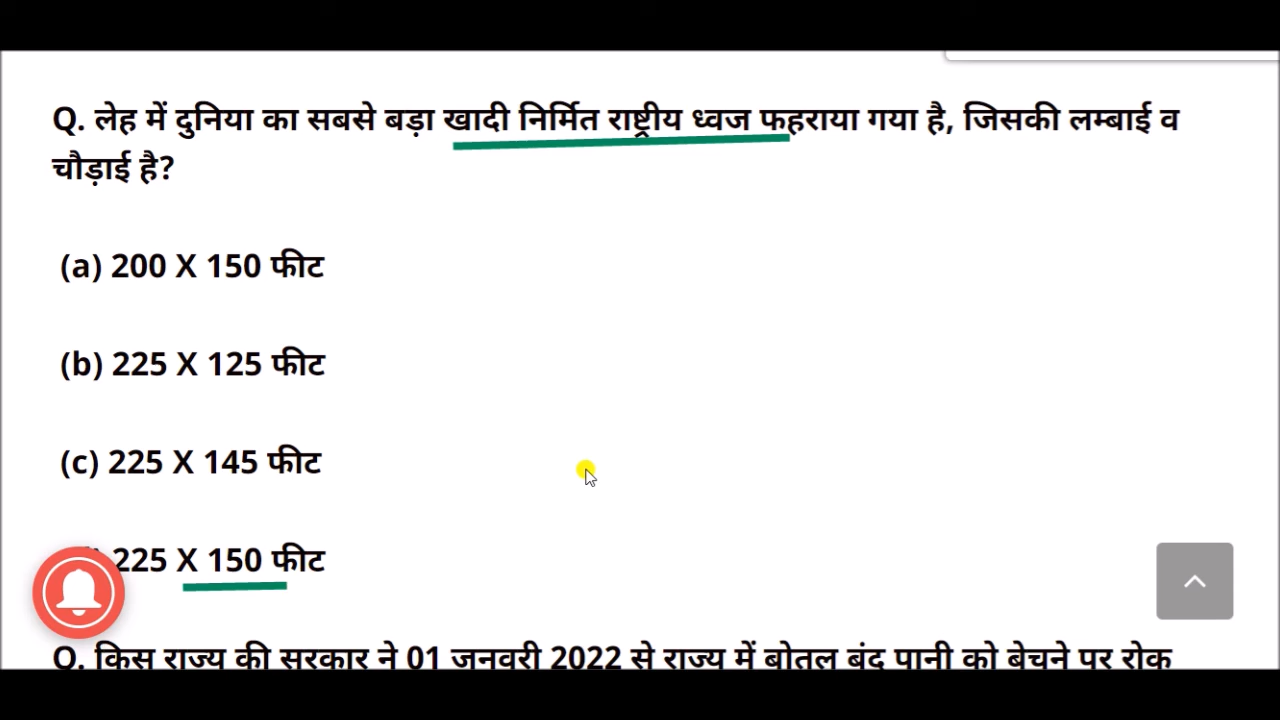 Q. लेह में दुनिया का सबसे बड़ा खादी निर्मित राष्ट्रीय ध्वज फहराया गया है, जिसकी लम्बाई व
चौड़ाई है?
(a) 200 X 150 फीट
(b) 225 X 125 फीट
(c) 225 X 145 फीट
225 X 150 फीट
Q. किस राज्य की सरकार ने 01 जनवरी 2022 से राज्य में बोतल बंद पानी को बेचने पर रोक